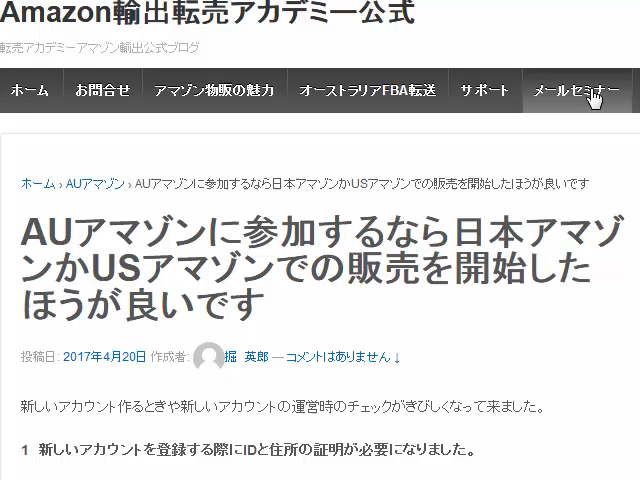 Amazon輸出転売アカデミー公式
転売アカデミーアマゾン輸出公式ブログ
ホーム お問合せ アマゾン物販の魅力 オーストラリアFBA転送 サポート メールセミナー
ホーム › AUアマゾン › AUアマゾンに参加するなら日本アマゾンかUSアマゾンでの販売を開始したほうが良いです
AUアマゾンに参加するなら日本アマゾ
ンかUSアマゾンでの販売を開始した
ほうが良いです
投稿日: 2017年4月20日 作成者: 堀 英郎 — コメントはありません ↓
新しいアカウント作るときや新しいアカウントの運営時のチェックがきびしくなって来ました。
1 新しいアカウントを登録する際にIDと住所の証明が必要になりました。